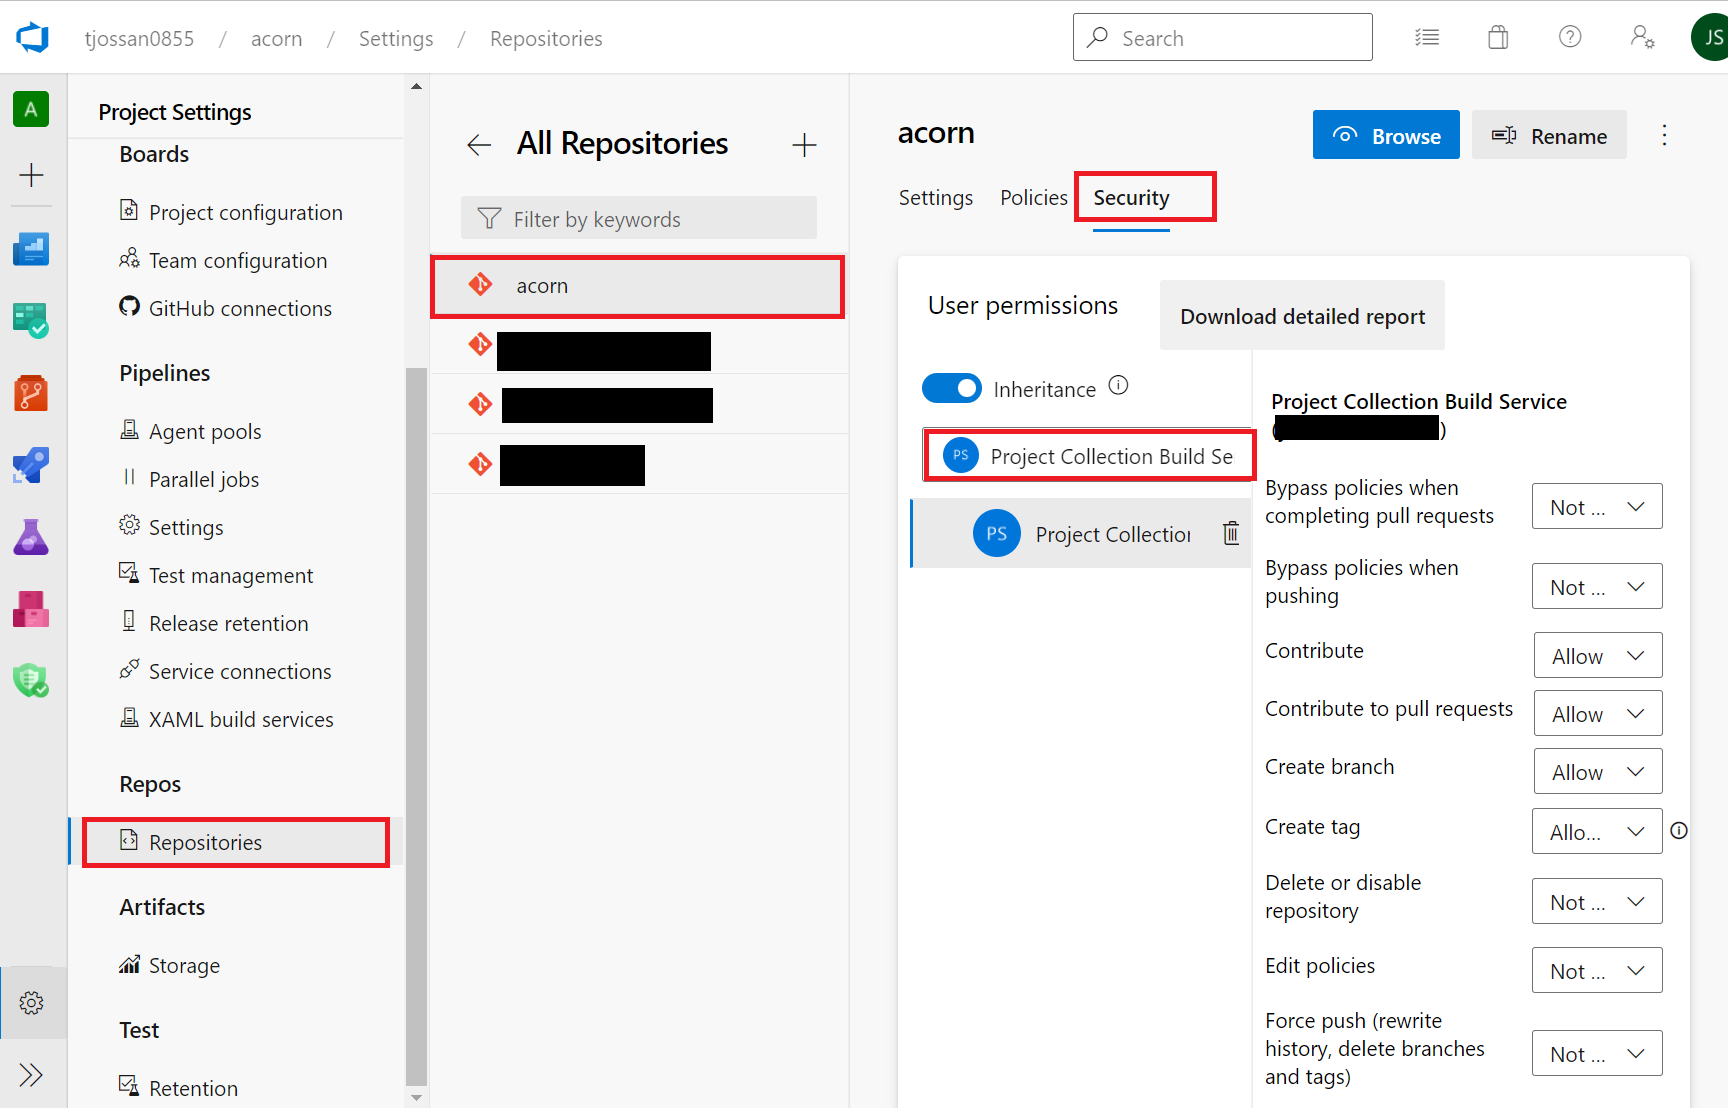 tjossan0855 / acorn / Settings / Repositories
Search
JS
A
Project Settings
Boards
Project configuration
Team configuration
GitHub connections
Pipelines
Agent pools
Parallel jobs
Settings
Test management
Release retention
Service connections
XAML build services
Repos
Repositories
Artifacts
Storage
Test
Retention
All Repositories
Filter by keywords
acorn
acorn
Browse
Rename
Settings
Policies
Security
User permissions
Download detailed report
Inheritance
PS Project Collection Build Se
PS Project Collection
Project Collection Build Service
( )
Bypass policies when
completing pull requests
Not ...
Bypass policies when
pushing
Not ...
Contribute
Allow
Contribute to pull requests
Allow
Create branch
Allow
Create tag
Allo...
Delete or disable
repository
Not ...
Edit policies
Not ...
Force push (rewrite
history, delete branches
and tags)
Not ...